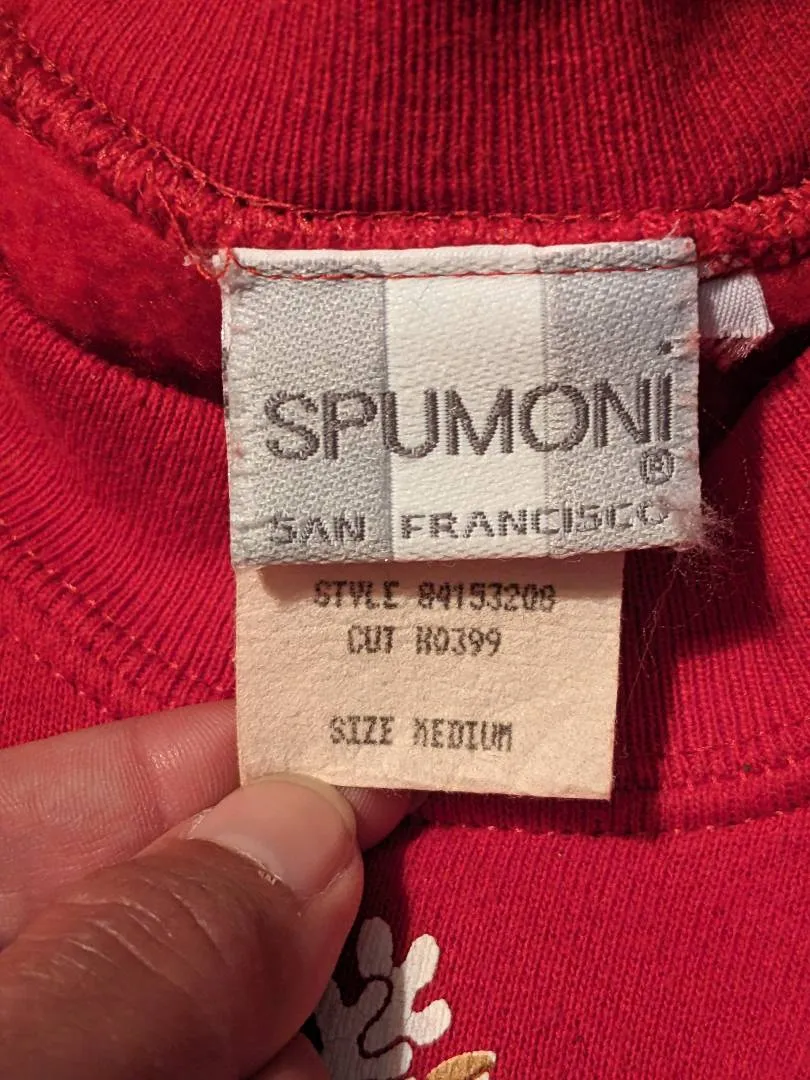 SPUMONi
®
SAN FRANCISCO
STYLE 84153208
CUT K0399
SIZE MEDIUM